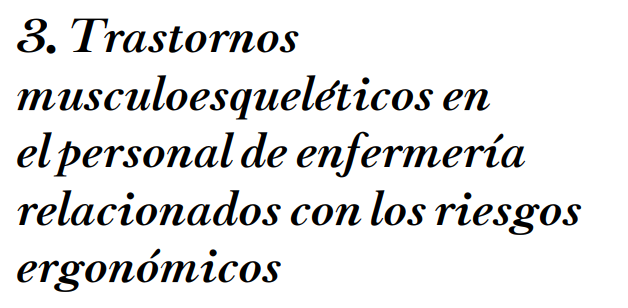 3. Trastornos
musculoesqueléticos en
el personal de enfermería
relacionados con los riesgos
ergonómicos